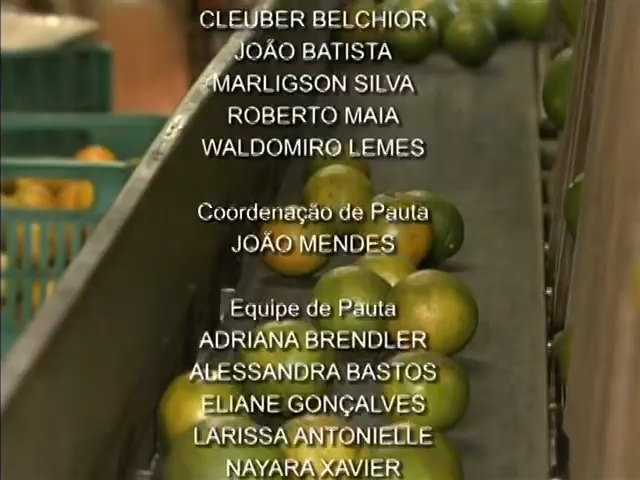 CLEUBER BELCHIOR
JOÃO BATISTA
MARLIGSON SILVA
ROBERTO MAIA
WALDOMIRO LEMES
Coordenação de Pauta
JOÃO MENDES
Equipe de Pauta
ADRIANA BRENDLER
ALESSANDRA BASTOS
ELIANE GONÇALVES
LARISSA ANTONIELLE
NAYARA XAVIER